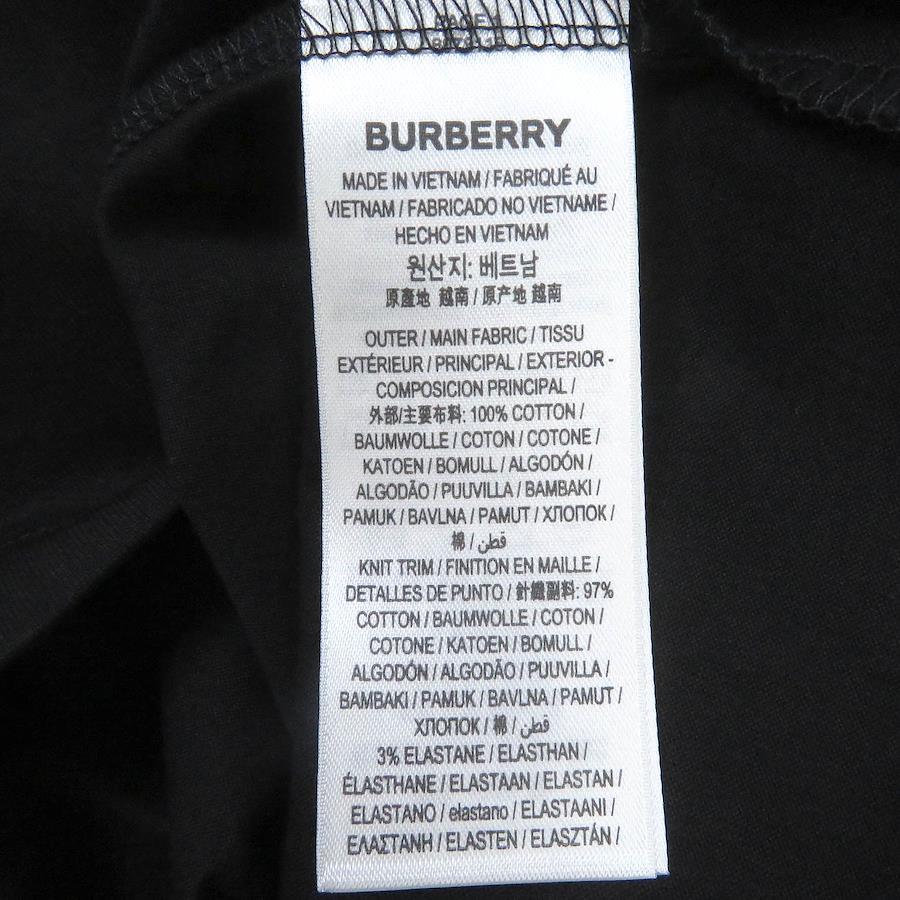 BURBERRY
MADE IN VIETNAM / FABRIQUÉ AU
VIETNAM / FABRICADO NO VIETNAME /
HECHO EN VIETNAM
원산지: 베트남
原產地 越南 / 原产地 越南
OUTER / MAIN FABRIC / TISSU
EXTÉRIEUR / PRINCIPAL / EXTERIOR -
COMPOSICION PRINCIPAL /
外部/主要布料: 100% COTTON /
BAUMWOLLE / COTON / COTONE /
KATOEN / BOMULL / ALGODÓN /
ALGODÃO / PUUVILLA / BAMBAKI /
PAMUK / BAVLNA / PAMUT / ХЛОПОК /
棉 / قطن
KNIT TRIM / FINITION EN MAILLE /
DETALLES DE PUNTO / 針織副料: 97%
COTTON / BAUMWOLLE / COTON /
COTONE / KATOEN / BOMULL /
ALGODÓN / ALGODÃO / PUUVILLA /
BAMBAKI / PAMUK / BAVLNA / PAMUT /
ХЛОПОК / 棉 / قطن
3% ELASTANE / ELASTHAN /
ÉLASTHANE / ELASTAAN / ELASTAN /
ELASTANO / elastano / ELASTAANI /
ΕΛΑΣΤΑΝΗ / ELASTEN / ELASZTÁN /